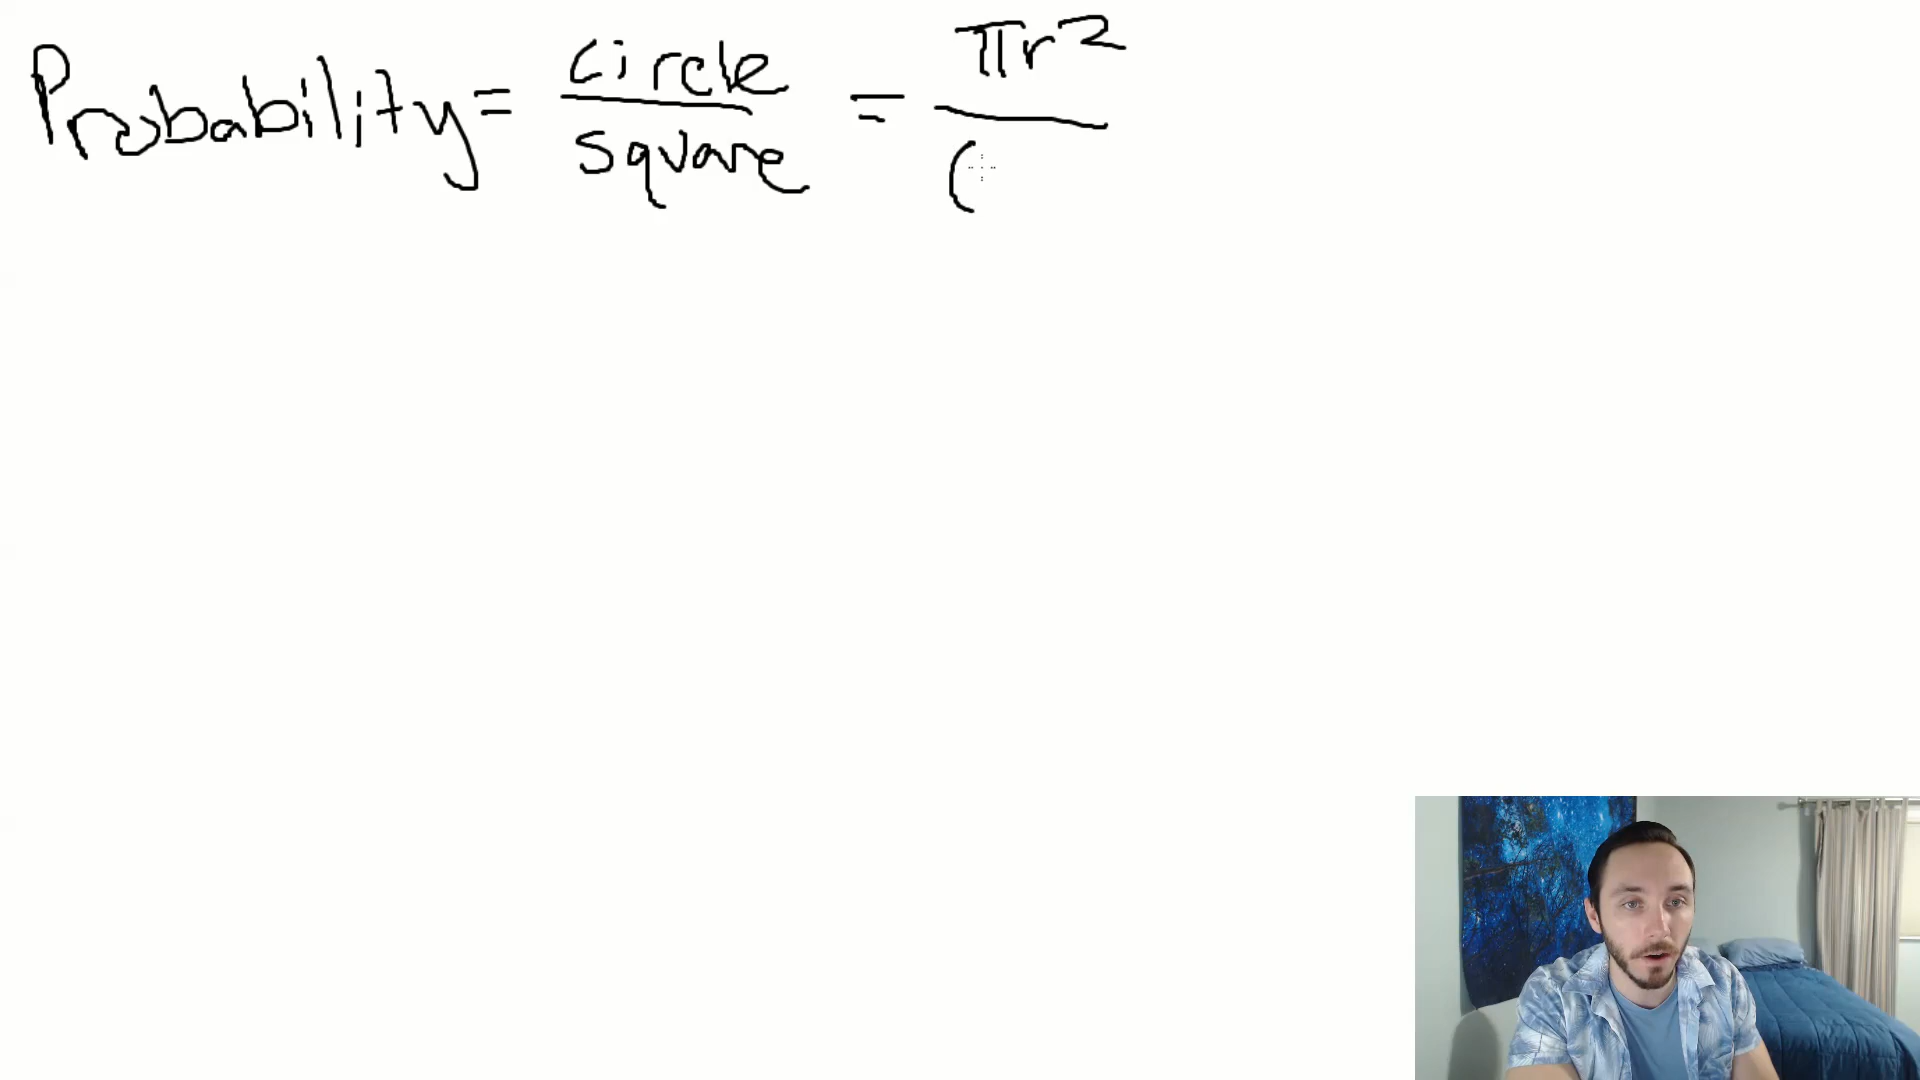 Probability = circle / square = πr² / (